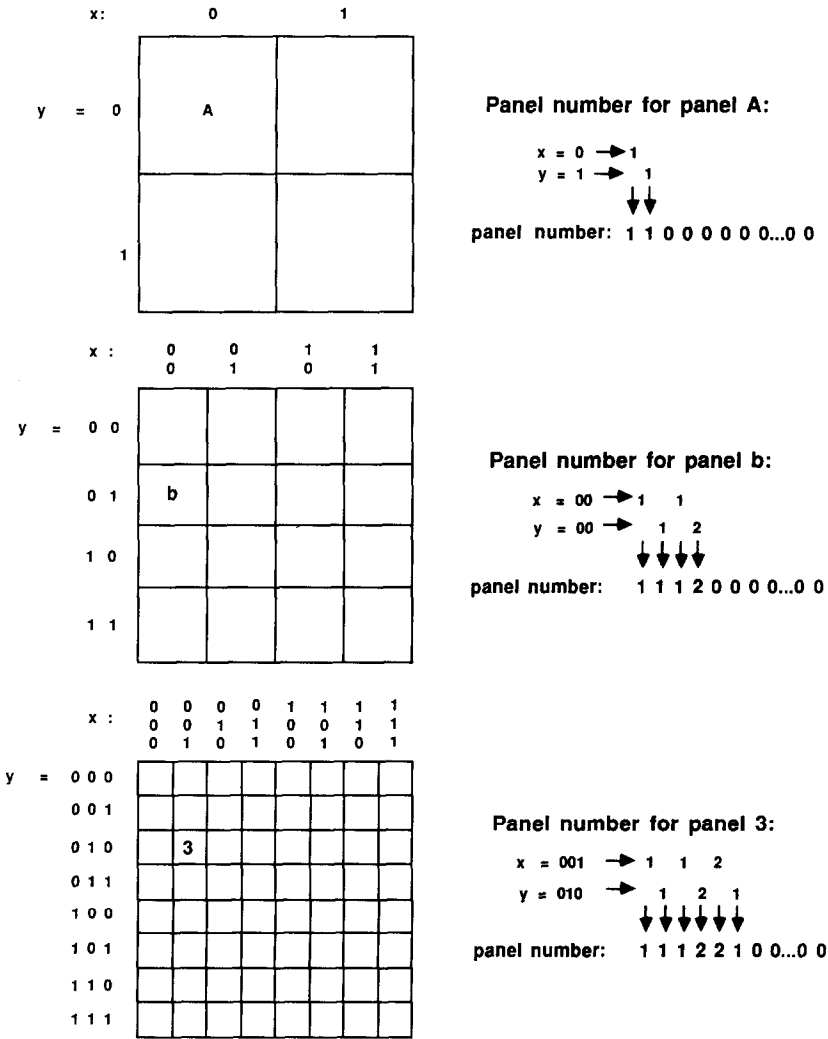 x: 0 1
y = 0
A
1
Panel number for panel A:
x = 0 → 1
y = 1 → 1
panel number: 1 1 0 0 0 0 0 0...0 0
x : 0 0 1 1
0 1 0 1
y = 0 0
0 1
b
1 0
1 1
Panel number for panel b:
x = 00 → 1 1
y = 00 → 1 2
panel number: 1 1 1 2 0 0 0 0...0 0
0 0 0 0 1 1 1 1
x : 0 0 1 1 0 0 1 1
0 1 0 1 0 1 0 1
y = 0 0 0
0 0 1
0 1 0
3
0 1 1
1 0 0
1 0 1
1 1 0
1 1 1
Panel number for panel 3:
x = 001 → 1 1 2
y = 010 → 1 2 1
panel number: 1 1 1 2 2 1 0 0...0 0